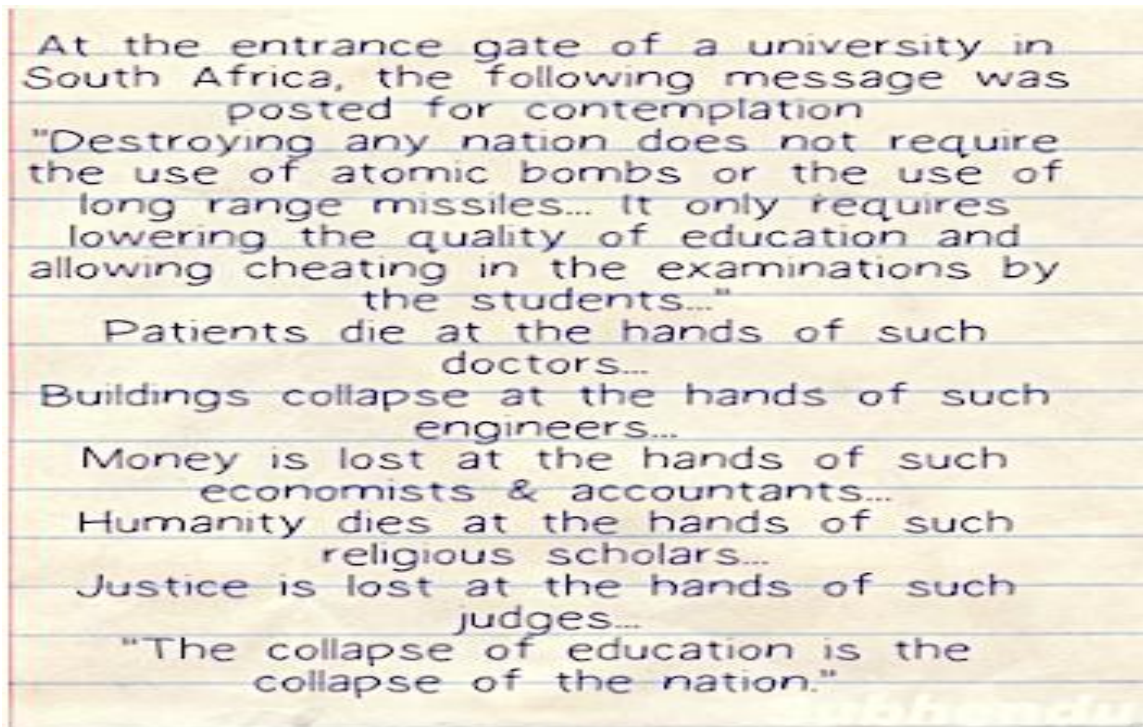 At the entrance gate of a university in
South Africa, the following message was
posted for contemplation
"Destroying any nation does not require
the use of atomic bombs or the use of
long range missiles... It only requires
lowering the quality of education and
allowing cheating in the examinations by
the students..."
Patients die at the hands of such
doctors...
Buildings collapse at the hands of such
engineers...
Money is lost at the hands of such
economists & accountants...
Humanity dies at the hands of such
religious scholars...
Justice is lost at the hands of such
judges...
"The collapse of education is the
collapse of the nation."